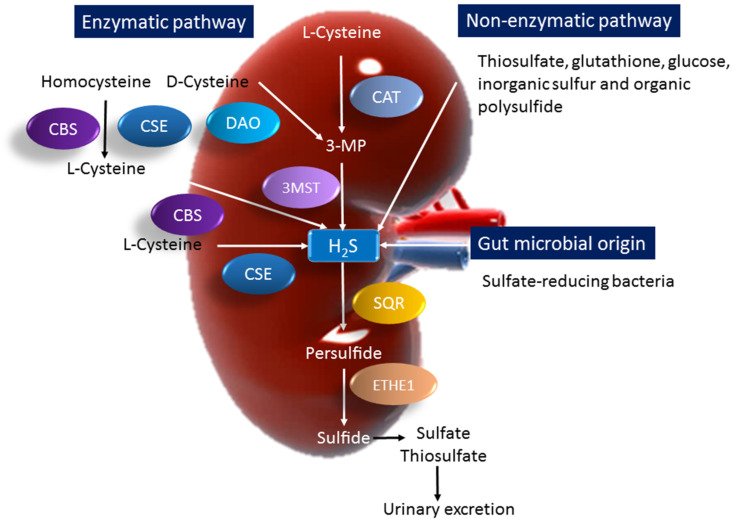 Enzymatic pathway
L-Cysteine
Non-enzymatic pathway
Thiosulfate, glutathione, glucose,
inorganic sulfur and organic
polysulfide
Homocysteine
D-Cysteine
CAT
CBS
CSE
DAO
3-MP
L-Cysteine
3MST
CBS
L-Cysteine
H₂S
Gut microbial origin
CSE
Sulfate-reducing bacteria
SQR
Persulfide
ETHE1
Sulfide
Sulfate
Thiosulfate
Urinary excretion